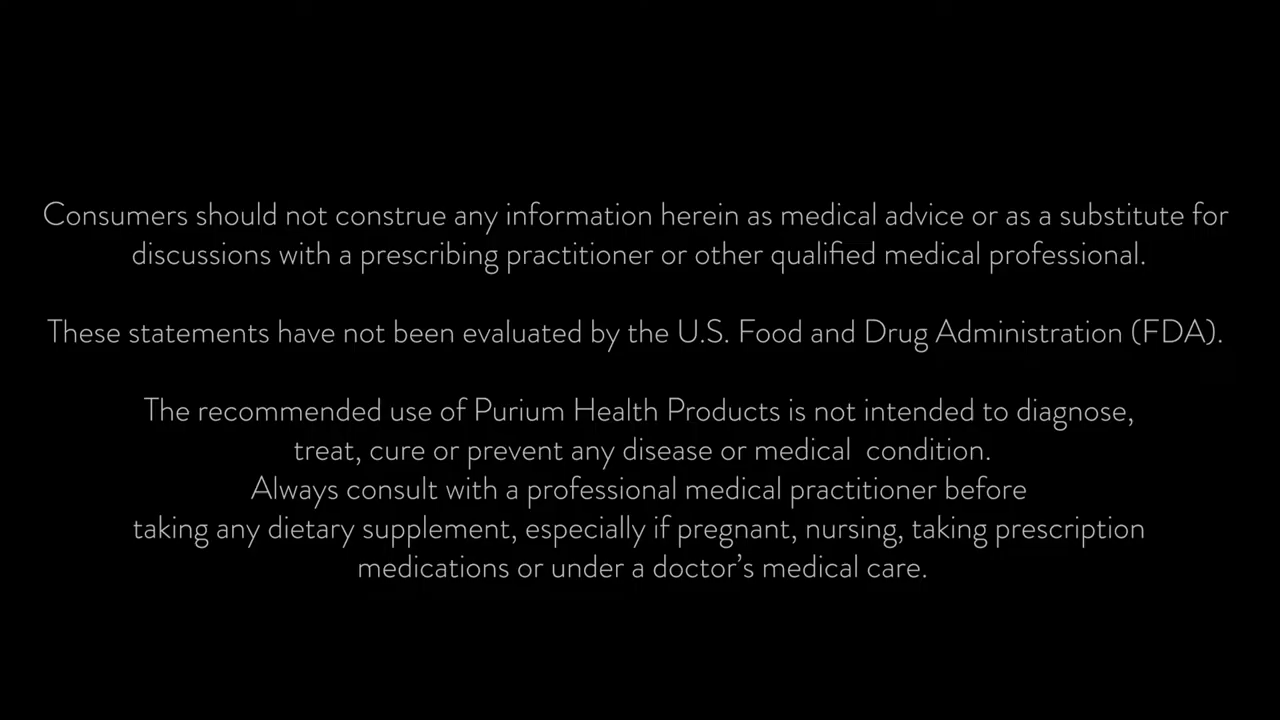 Consumers should not construe any information herein as medical advice or as a substitute for
discussions with a prescribing practitioner or other qualified medical professional.
These statements have not been evaluated by the U.S. Food and Drug Administration (FDA).
The recommended use of Purium Health Products is not intended to diagnose,
treat, cure or prevent any disease or medical  condition.
Always consult with a professional medical practitioner before
taking any dietary supplement, especially if pregnant, nursing, taking prescription
medications or under a doctor’s medical care.